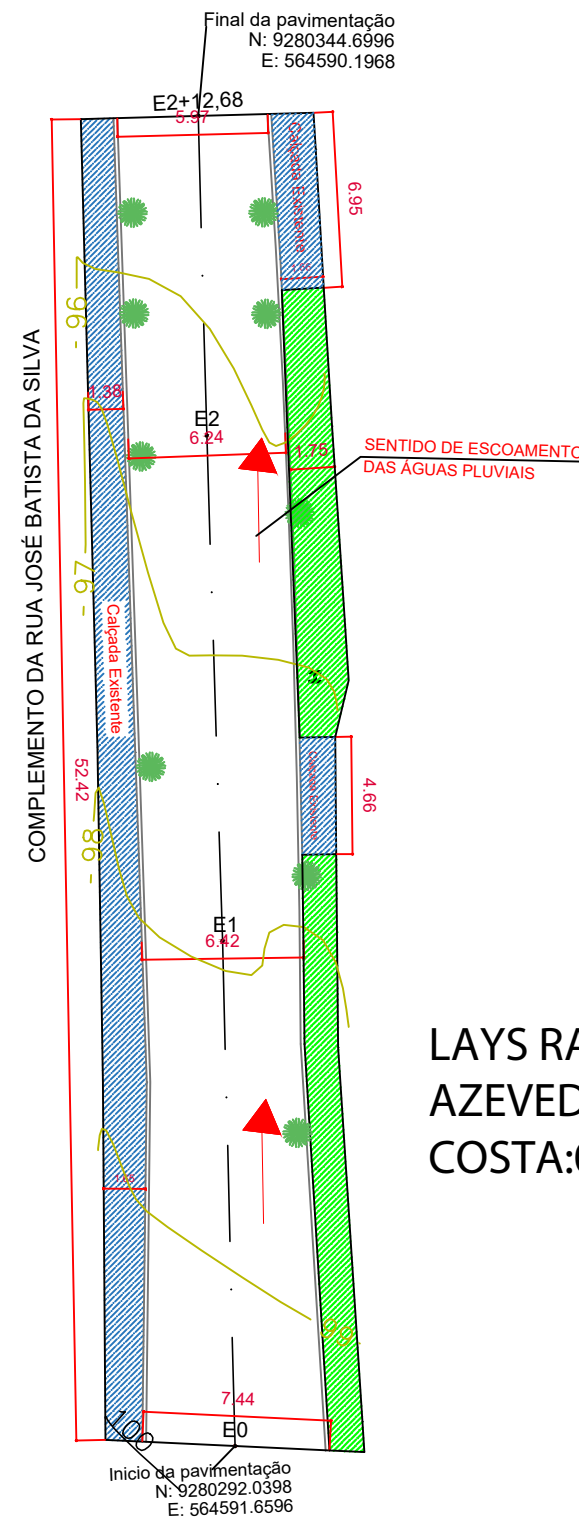 Final da pavimentação
N: 9280344.6996
E: 564590.1968
E2+12,68
5.97
Calçada Existente
6.95
- 96 -
1.38
E2
6.24
1.75
SENTIDO DE ESCOAMENTO
DAS ÁGUAS PLUVIAIS
COMPLEMENTO DA RUA JOSÉ BATISTA DA SILVA
- 97 -
Calçada Existente
52.42
Calçada Existente
4.66
- 98 -
E1
6.42
LAYS RA
AZEVED
COSTA:
99
7.44
E0
100
Inicio da pavimentação
N: 9280292.0398
E: 564591.6596